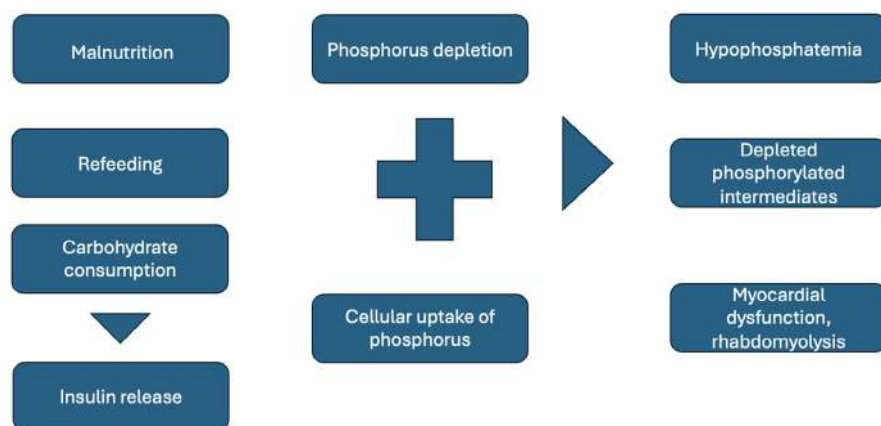 Malnutrition
Refeeding
Carbohydrate
consumption
Insulin release
Phosphorus depletion
Cellular uptake of
phosphorus
Hypophosphatemia
Depleted
phosphorylated
intermediates
Myocardial
dysfunction,
rhabdomyolysis